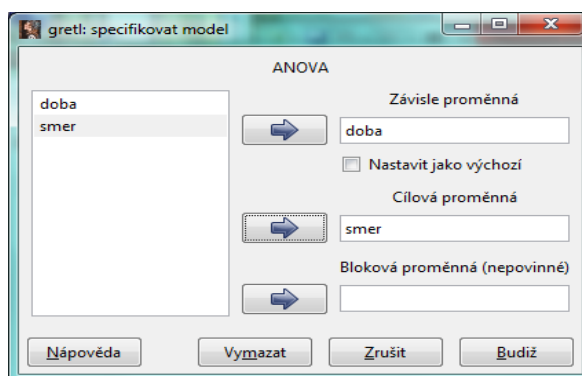 gretl: specifikovat model
ANOVA
doba
smer
Závisle proměnná
doba
Nastavit jako výchozí
Cílová proměnná
smer
Bloková proměnná (nepovinné)
Nápověda
Vymazat
Zrušit
Budiž